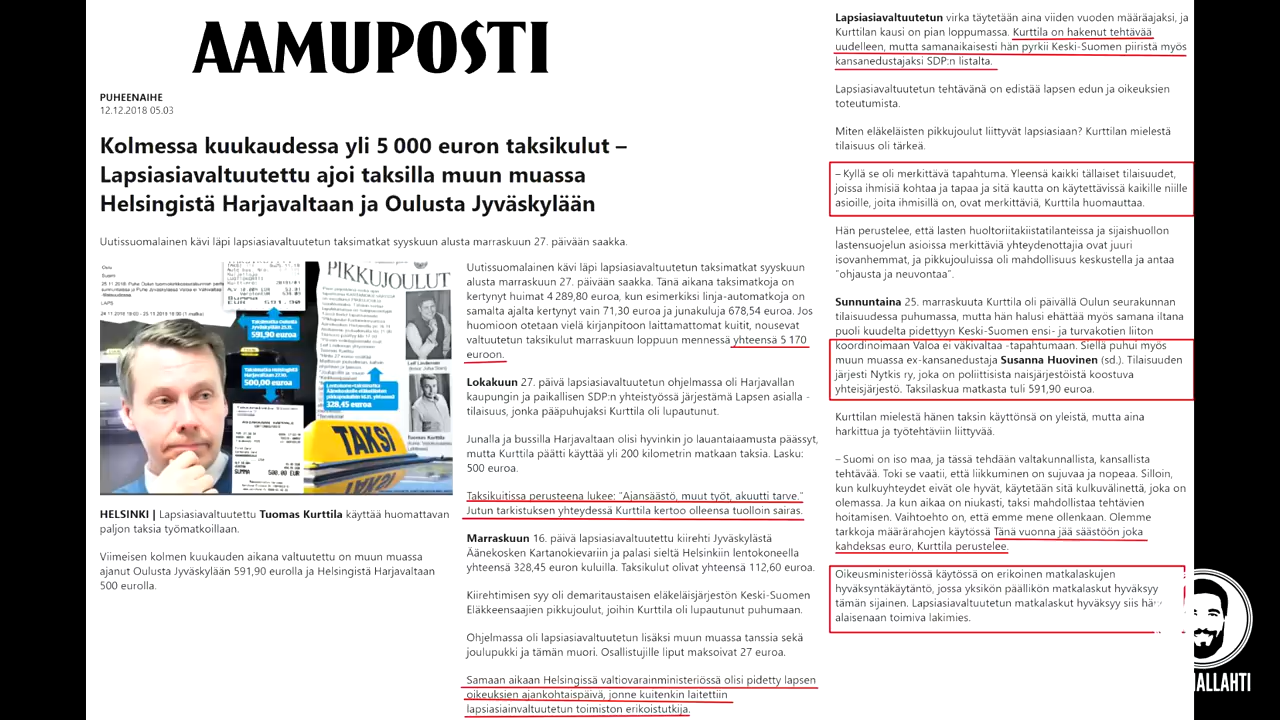 AAMUPOSTI
PUHEENAIHE
12.12.2018 05.03
Kolmessa kuukaudessa yli 5 000 euron taksikulut –
Lapsiasiavaltuutettu ajoi taksilla muun muassa
Helsingistä Harjavaltaan ja Oulusta Jyväskylään
Uutissuomalainen kävi läpi lapsiasiavaltuutetun taksimatkat syyskuun alusta marraskuun 27. päivään saakka.
PIKKUJOULUT
591,90 euroa
500,00 euroa
328,45 euroa
Leif Lindeman
Tuomas Kurttila
SUMMA 500.00 EUR
TAKSI
HELSINKI | Lapsiasiavaltuutettu Tuomas Kurttila käyttää huomattavan
paljon taksia työmatkoillaan.
Viimeisen kolmen kuukauden aikana valtuutettu on muun muassa
ajanut Oulusta Jyväskylään 591,90 eurolla ja Helsingistä Harjavaltaan
500 eurolla.
Uutissuomalainen kävi läpi lapsiasiavaltuutetun taksimatkat syyskuun
alusta marraskuun 27. päivään saakka. Tänä aikana taksimatkoja on
kertynyt huimat 4 289,80 euroa, kun esimerkiksi linja-automatkoja on
samalta ajalta kertynyt vain 71,30 euroa ja junakuluja 678,54 euroa. Jos
huomioon otetaan vielä kirjanpitoon laittamattomat kuitit, nousevat
valtuutetun taksikulut marraskuun loppuun mennessä yhteensä 5 170
euroon.
Lokakuun 27. päivä lapsiasiavaltuutetun ohjelmassa oli Harjavallan
kaupungin ja paikallisen SDP:n yhteistyössä järjestämä Lapsen asialla -
tilaisuus, jonka pääpuhujaksi Kurttila oli lupautunut.
Junalla ja bussilla Harjavaltaan olisi hyvinkin jo lauantaiaamusta päässyt,
mutta Kurttila päätti käyttää yli 200 kilometrin matkaan taksia. Lasku:
500 euroa.
Taksikuitissa perusteena lukee: "Ajansäästö, muut työt, akuutti tarve."
Jutun tarkistuksen yhteydessä Kurttila kertoo olleensa tuolloin sairas.
Marraskuun 16. päivä lapsiasiavaltuutettu kiirehti Jyväskylästä
Äänekosken Kartanokievariin ja palasi sieltä Helsinkiin lentokoneella
yhteensä 328,45 euron kuluilla. Taksikulut olivat yhteensä 112,60 euroa.
Kiirehtimisen syy oli demaritaustaisen eläkeläisjärjestön Keski-Suomen
Eläkkeensaajien pikkujoulut, joihin Kurttila oli lupautunut puhumaan.
Ohjelmassa oli lapsiasiavaltuutetun lisäksi muun muassa tanssia sekä
joulupukki ja tämän muori. Osallistujille liput maksoivat 27 euroa.
Samaan aikaan Helsingissä valtiovarainministeriössä olisi pidetty lapsen
oikeuksien ajankohtaispäivä, jonne kuitenkin laitettiin
lapsiasiainvaltuutetun toimiston erikoistutkija.
Lapsiasiavaltuutetun virka täytetään aina viiden vuoden määräajaksi, ja
Kurttilan kausi on pian loppumassa. Kurttila on hakenut tehtävää
uudelleen, mutta samanaikaisesti hän pyrkii Keski-Suomen piiristä myös
kansanedustajaksi SDP:n listalta.
Lapsiasiavaltuutetun tehtävänä on edistää lapsen edun ja oikeuksien
toteutumista.
Miten eläkeläisten pikkujoulut liittyvät lapsiasiaan? Kurttilan mielestä
tilaisuus oli tärkeä.
– Kyllä se oli merkittävä tapahtuma. Yleensä kaikki tällaiset tilaisuudet,
joissa ihmisiä kohtaa ja tapaa ja sitä kautta on käytettävissä kaikille niille
asioille, joita ihmisillä on, ovat merkittäviä, Kurttila huomauttaa.
Hän perustelee, että lasten huoltoriitakiistatilanteissa ja sijaishuollon
lastensuojelun asioissa merkittäviä yhteydenottajia ovat juuri
isovanhemmat, ja pikkujouluissa oli mahdollisuus keskustella ja antaa
"ohjausta ja neuvontaa".
Sunnuntaina 25. marraskuuta Kurttila puhui ensin Oulun seurakunnan
tilaisuudessa puhumassa, mutta hän halusi ehtiä myös samana iltana
puoli kuudelta pidettyyn Keski-Suomen ensi- ja turvakotien liiton
koordinoimaan Valoa ei väkivaltaa -tapahtumaan. Siellä puhui myös
muun muassa ex-kansanedustaja Susanna Huovinen (sd.). Tilaisuuden
järjesti Nytkis ry, joka on poliittisista naisjärjestöistä koostuva
yhteisjärjestö. Taksilaskua matkasta tuli 591,90 euroa.
Kurttilan mielestä hänen taksin käyttönsä on yleistä, mutta aina
harkittua ja työtehtäviin liittyvää.
– Suomi on iso maa, ja tässä tehdään valtakunnallista, kansallista
tehtävää. Toki se vaatii, että liikkuminen on sujuvaa ja nopeaa. Silloin,
kun kulkuyhteydet eivät ole hyvät, käytetään sitä kulkuvälinettä, joka on
olemassa. Ja kun aikaa on niukasti, taksi mahdollistaa tehtävien
hoitamisen. Vaihtoehto on, että emme mene ollenkaan. Olemme
tarkkoja määrärahojen käytössä Tänä vuonna jää säästöön joka
kahdeksas euro, Kurttila perustelee.
Oikeusministeriössä käytössä on erikoinen matkalaskujen
hyväksyntäkäytäntö, jossa yksikön päällikön matkalaskut hyväksyy
tämän sijainen. Lapsiasiavaltuutetun matkalaskut hyväksyy siis
alaisenaan toimiva lakimies.
ALLAHTI